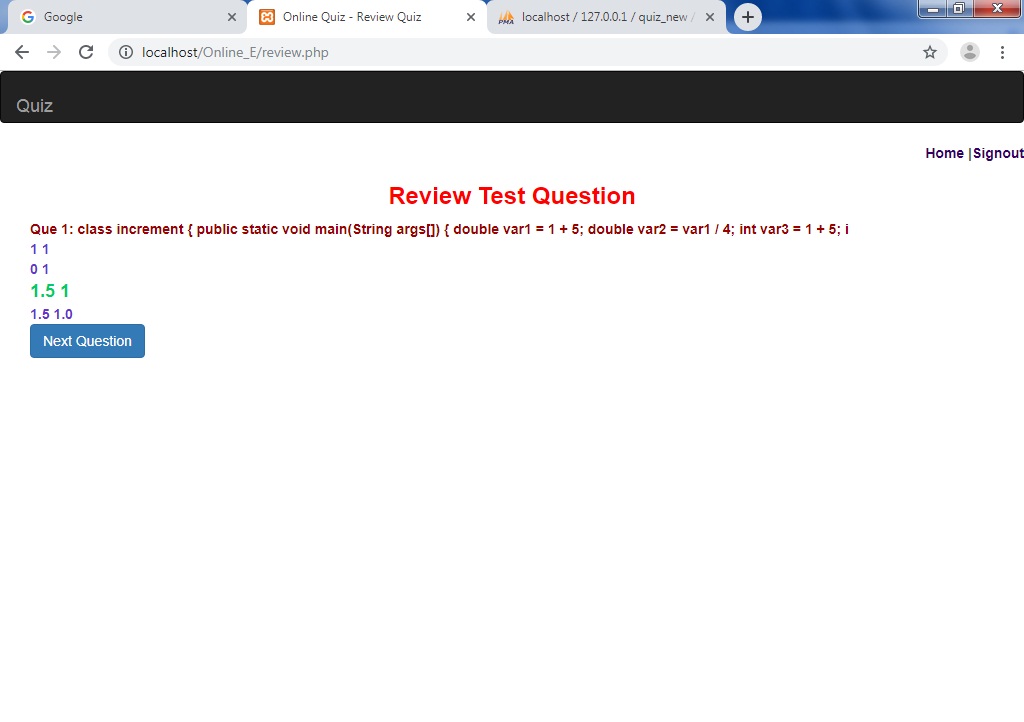 Google
Online Quiz - Review Quiz
localhost / 127.0.0.1 / quiz_new /
localhost/Online_E/review.php
Quiz
Home |Signout
Review Test Question
Que 1: class increment { public static void main(String args[]) { double var1 = 1 + 5; double var2 = var1 / 4; int var3 = 1 + 5; i
1 1
0 1
1.5 1
1.5 1.0
Next Question